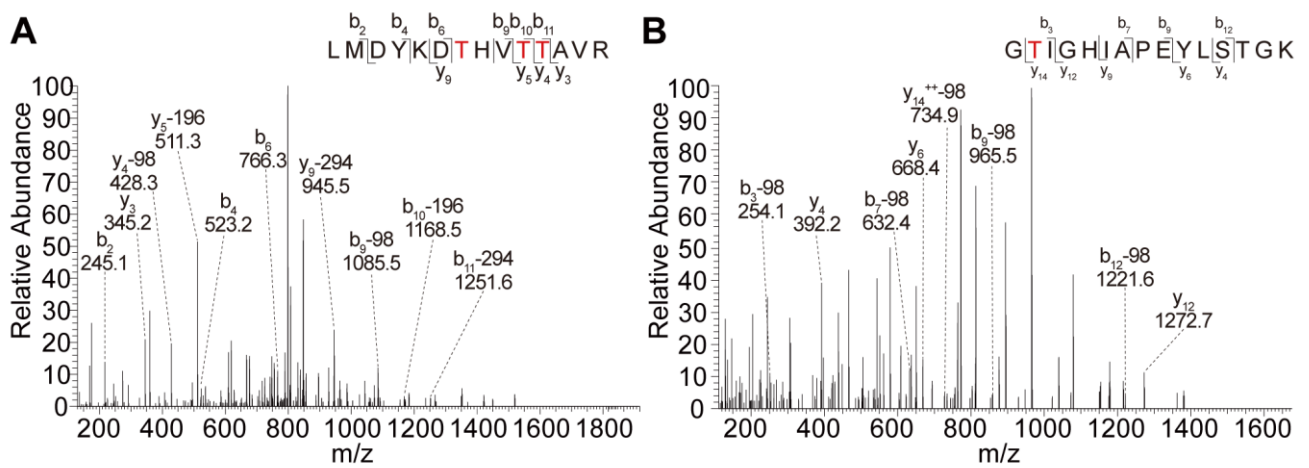 A
b2 b4 b6 b9 b10 b11
LMDYKDTHVTTAVR
y9 y5 y4 y3
Relative Abundance
100
90
80
70
60
50
40
30
20
10
0
y5-196
511.3
y4-98
428.3
y3
345.2
b2
245.1
b4
523.2
b6
766.3
y9-294
945.5
b9-98
1085.5
b10-196
1168.5
b11-294
1251.6
200 400 600 800 1000 1200 1400 1600 1800
m/z
B
b3 b7 b9 b12
GTIGHIAPEYLSTGK
y14 y12 y9 y6 y4
Relative Abundance
100
90
80
70
60
50
40
30
20
10
0
b3-98
254.1
y4
392.2
b7-98
632.4
y6
668.4
y14++-98
734.9
b9-98
965.5
b12-98
1221.6
y12
1272.7
200 400 600 800 1000 1200 1400 1600
m/z